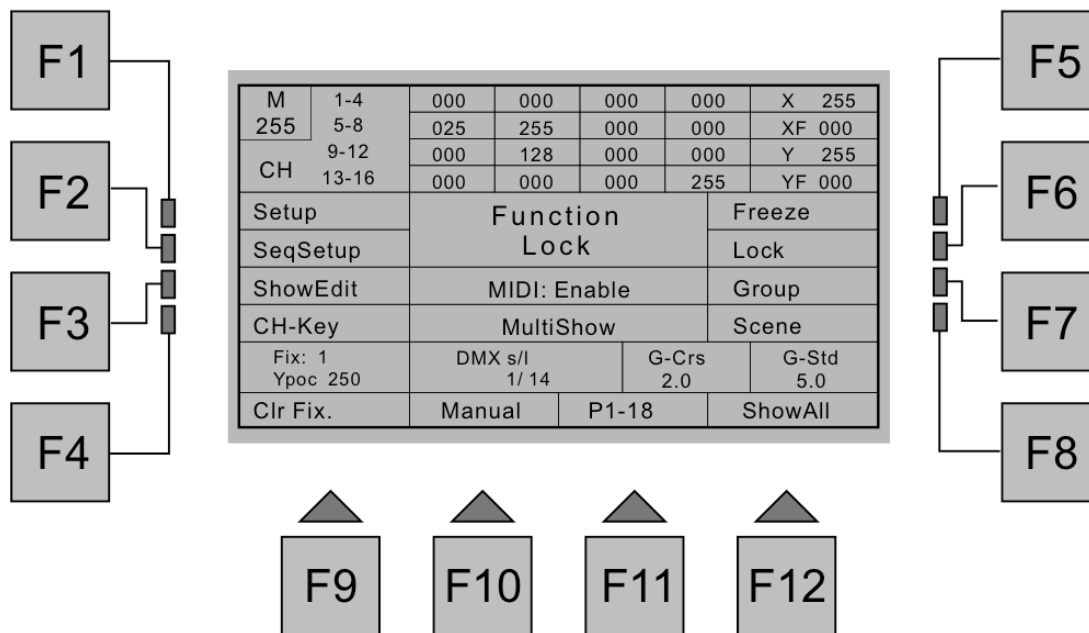 F1
F5
M 1-4 000 000 000 000 X 255
255 5-8 025 255 000 000 XF 000
CH 9-12 000 128 000 000 Y 255
13-16 000 000 000 255 YF 000
F2
F6
Setup Function Lock Freeze
SeqSetup Lock
ShowEdit MIDI: Enable Group
CH-Key MultiShow Scene
F3
F7
Fix: 1 DMX s/l G-Crs G-Std
Ypoc 250 1/ 14 2.0 5.0
Clr Fix. Manual P1-18 ShowAll
F4
F8
F9 F10 F11 F12